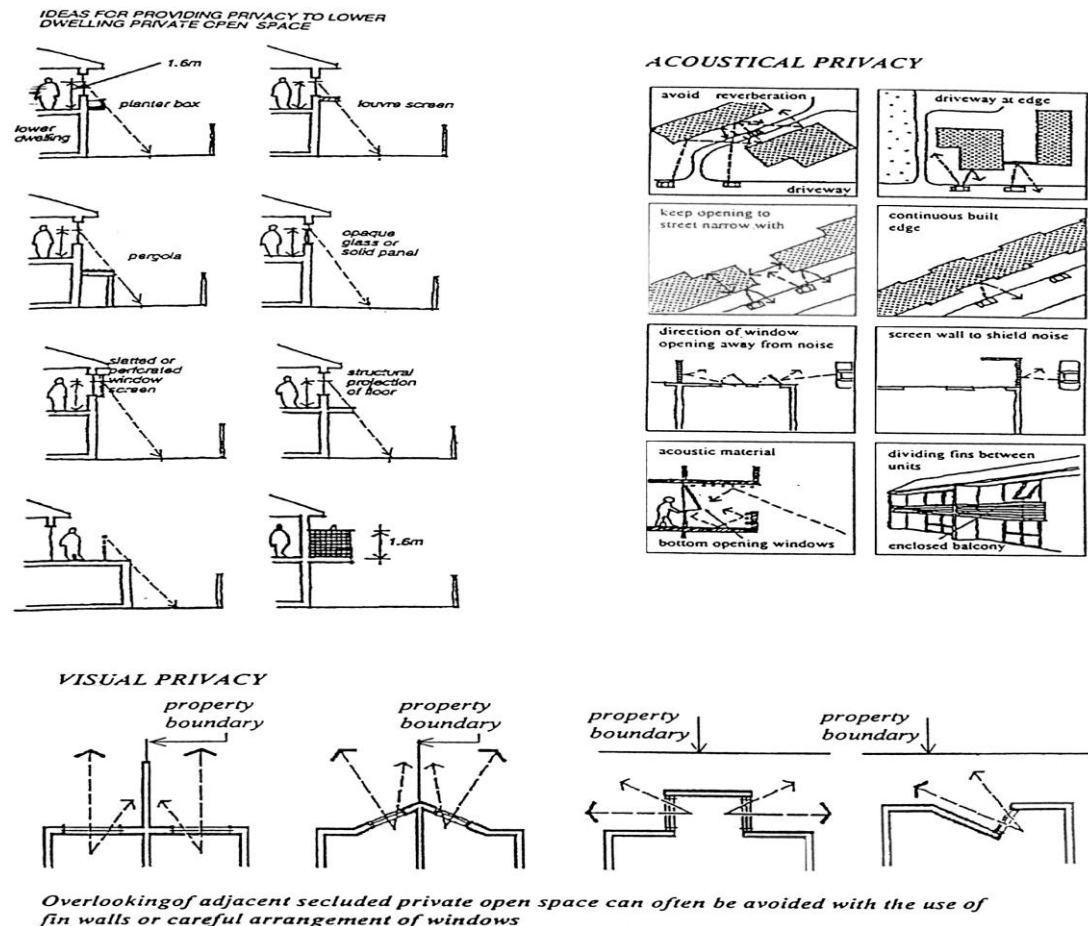 IDEAS FOR PROVIDING PRIVACY TO LOWER
DWELLING PRIVATE OPEN SPACE
1.6m
planter box
lower
dwelling
louvre screen
pergola
opaque
glass or
solid panel
slatted or
perforated
window
screen
structural
projection
of floor
1.6m
ACOUSTICAL PRIVACY
avoid reverberation
driveway
driveway at edge
keep opening to
street narrow with
continuous built
edge
direction of window
opening away from noise
screen wall to shield noise
acoustic material
bottom opening windows
dividing fins between
units
enclosed balcony
VISUAL PRIVACY
property
boundary
property
boundary
property
boundary
property
boundary
Overlookingof adjacent secluded private open space can often be avoided with the use of
fin walls or careful arrangement of windows